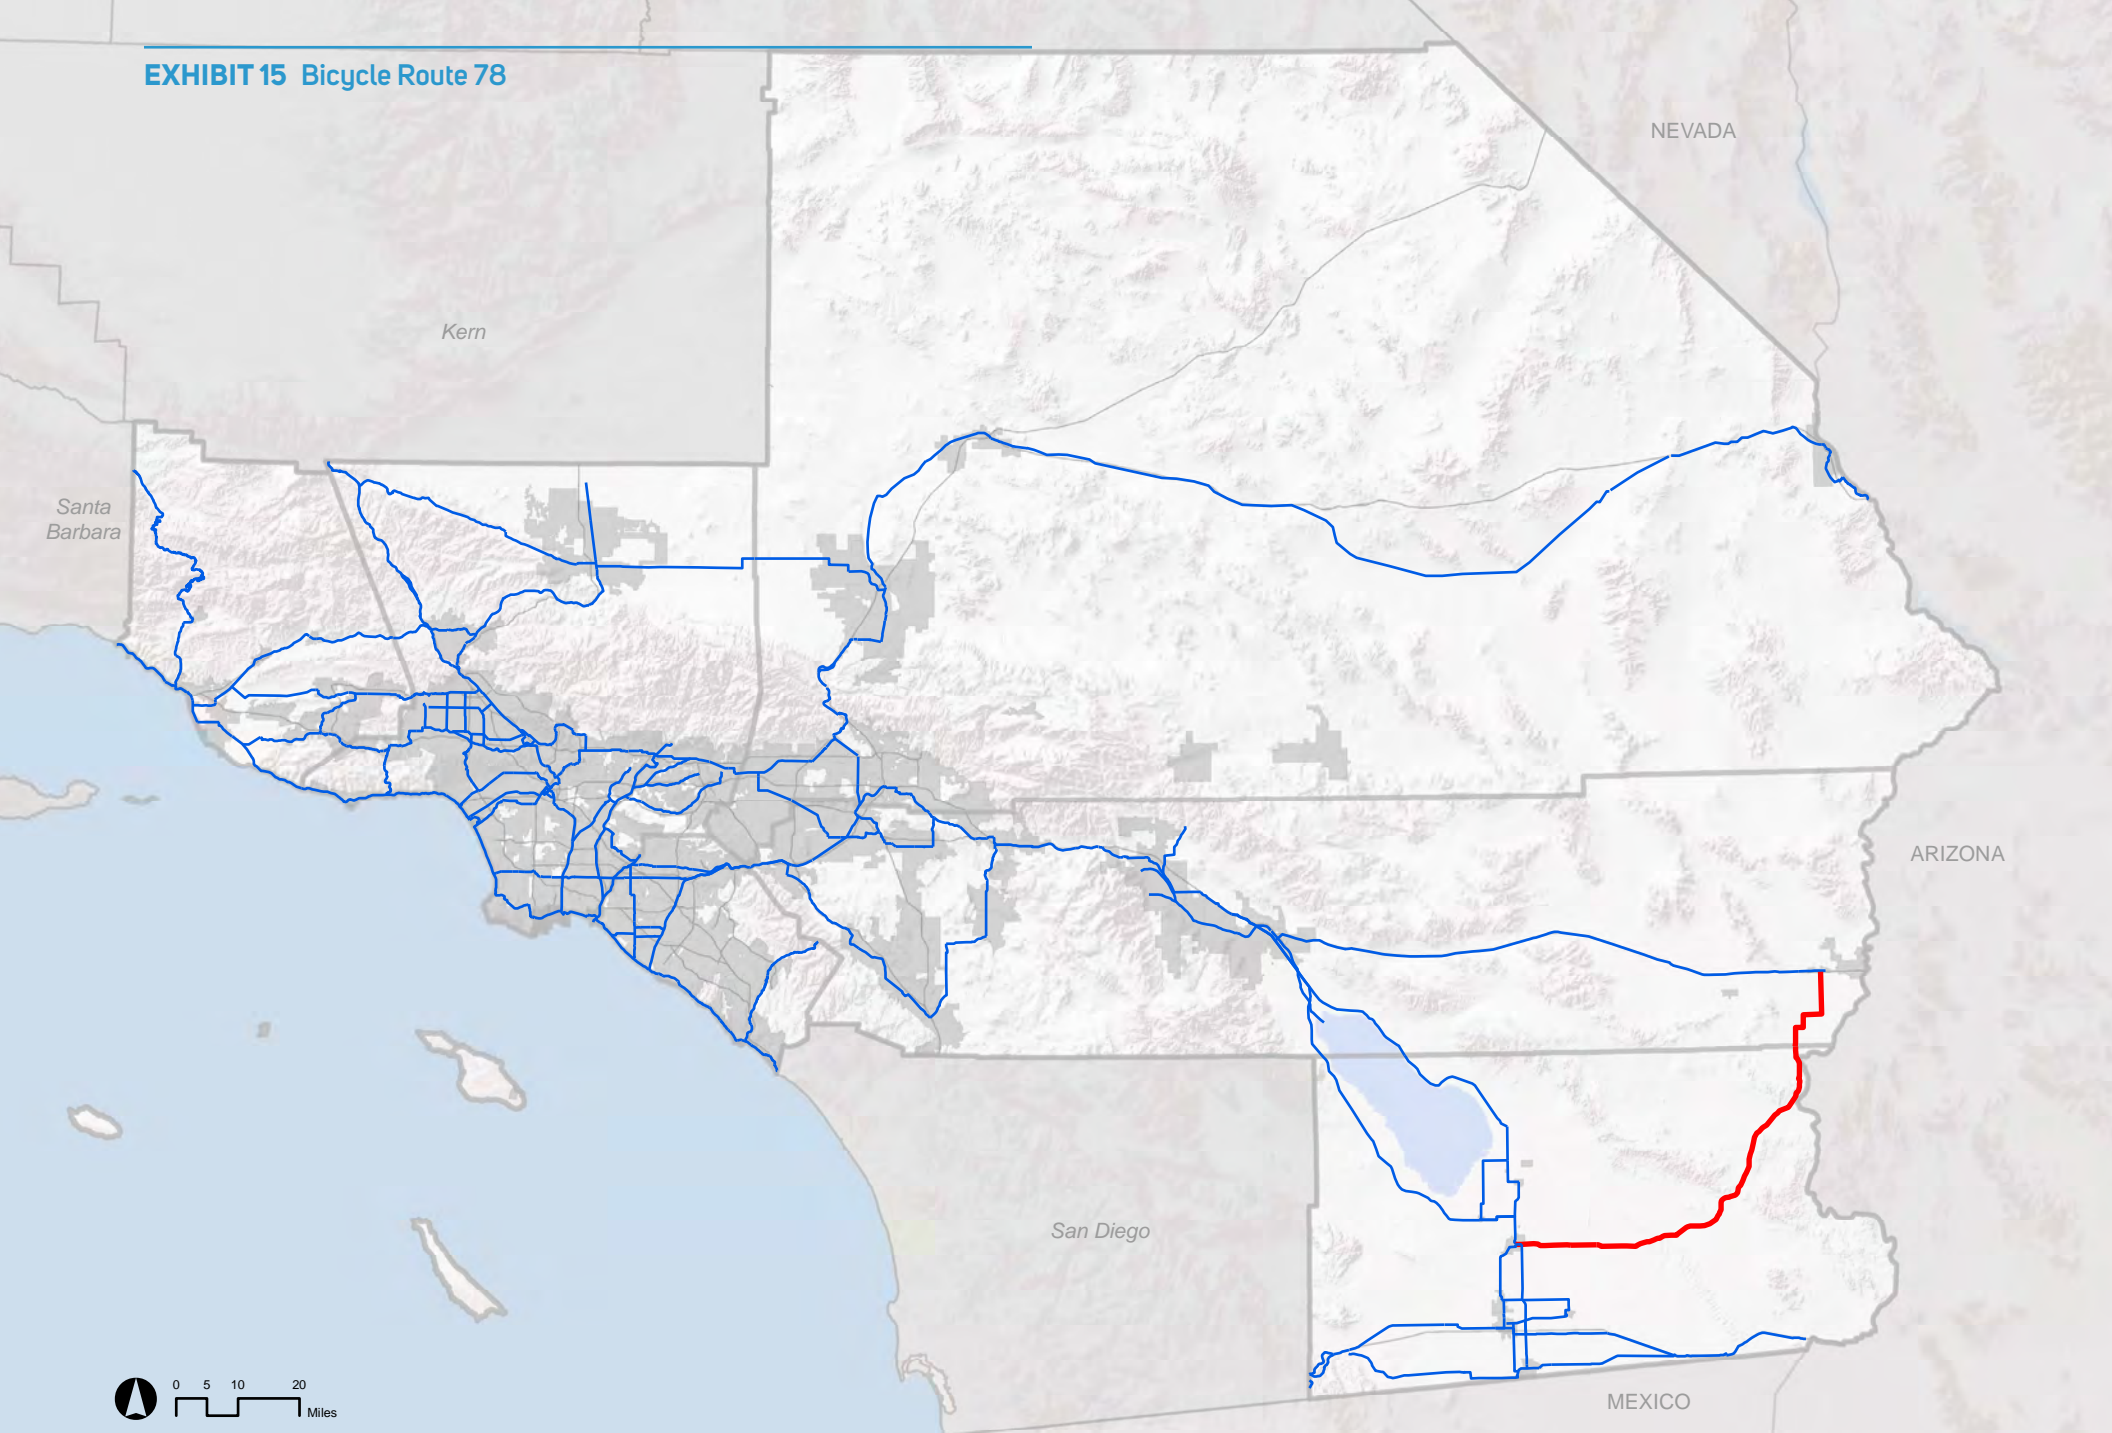 EXHIBIT 15 Bicycle Route 78
NEVADA
Kern
Santa
Barbara
ARIZONA
San Diego
MEXICO
0 5 10 20
Miles